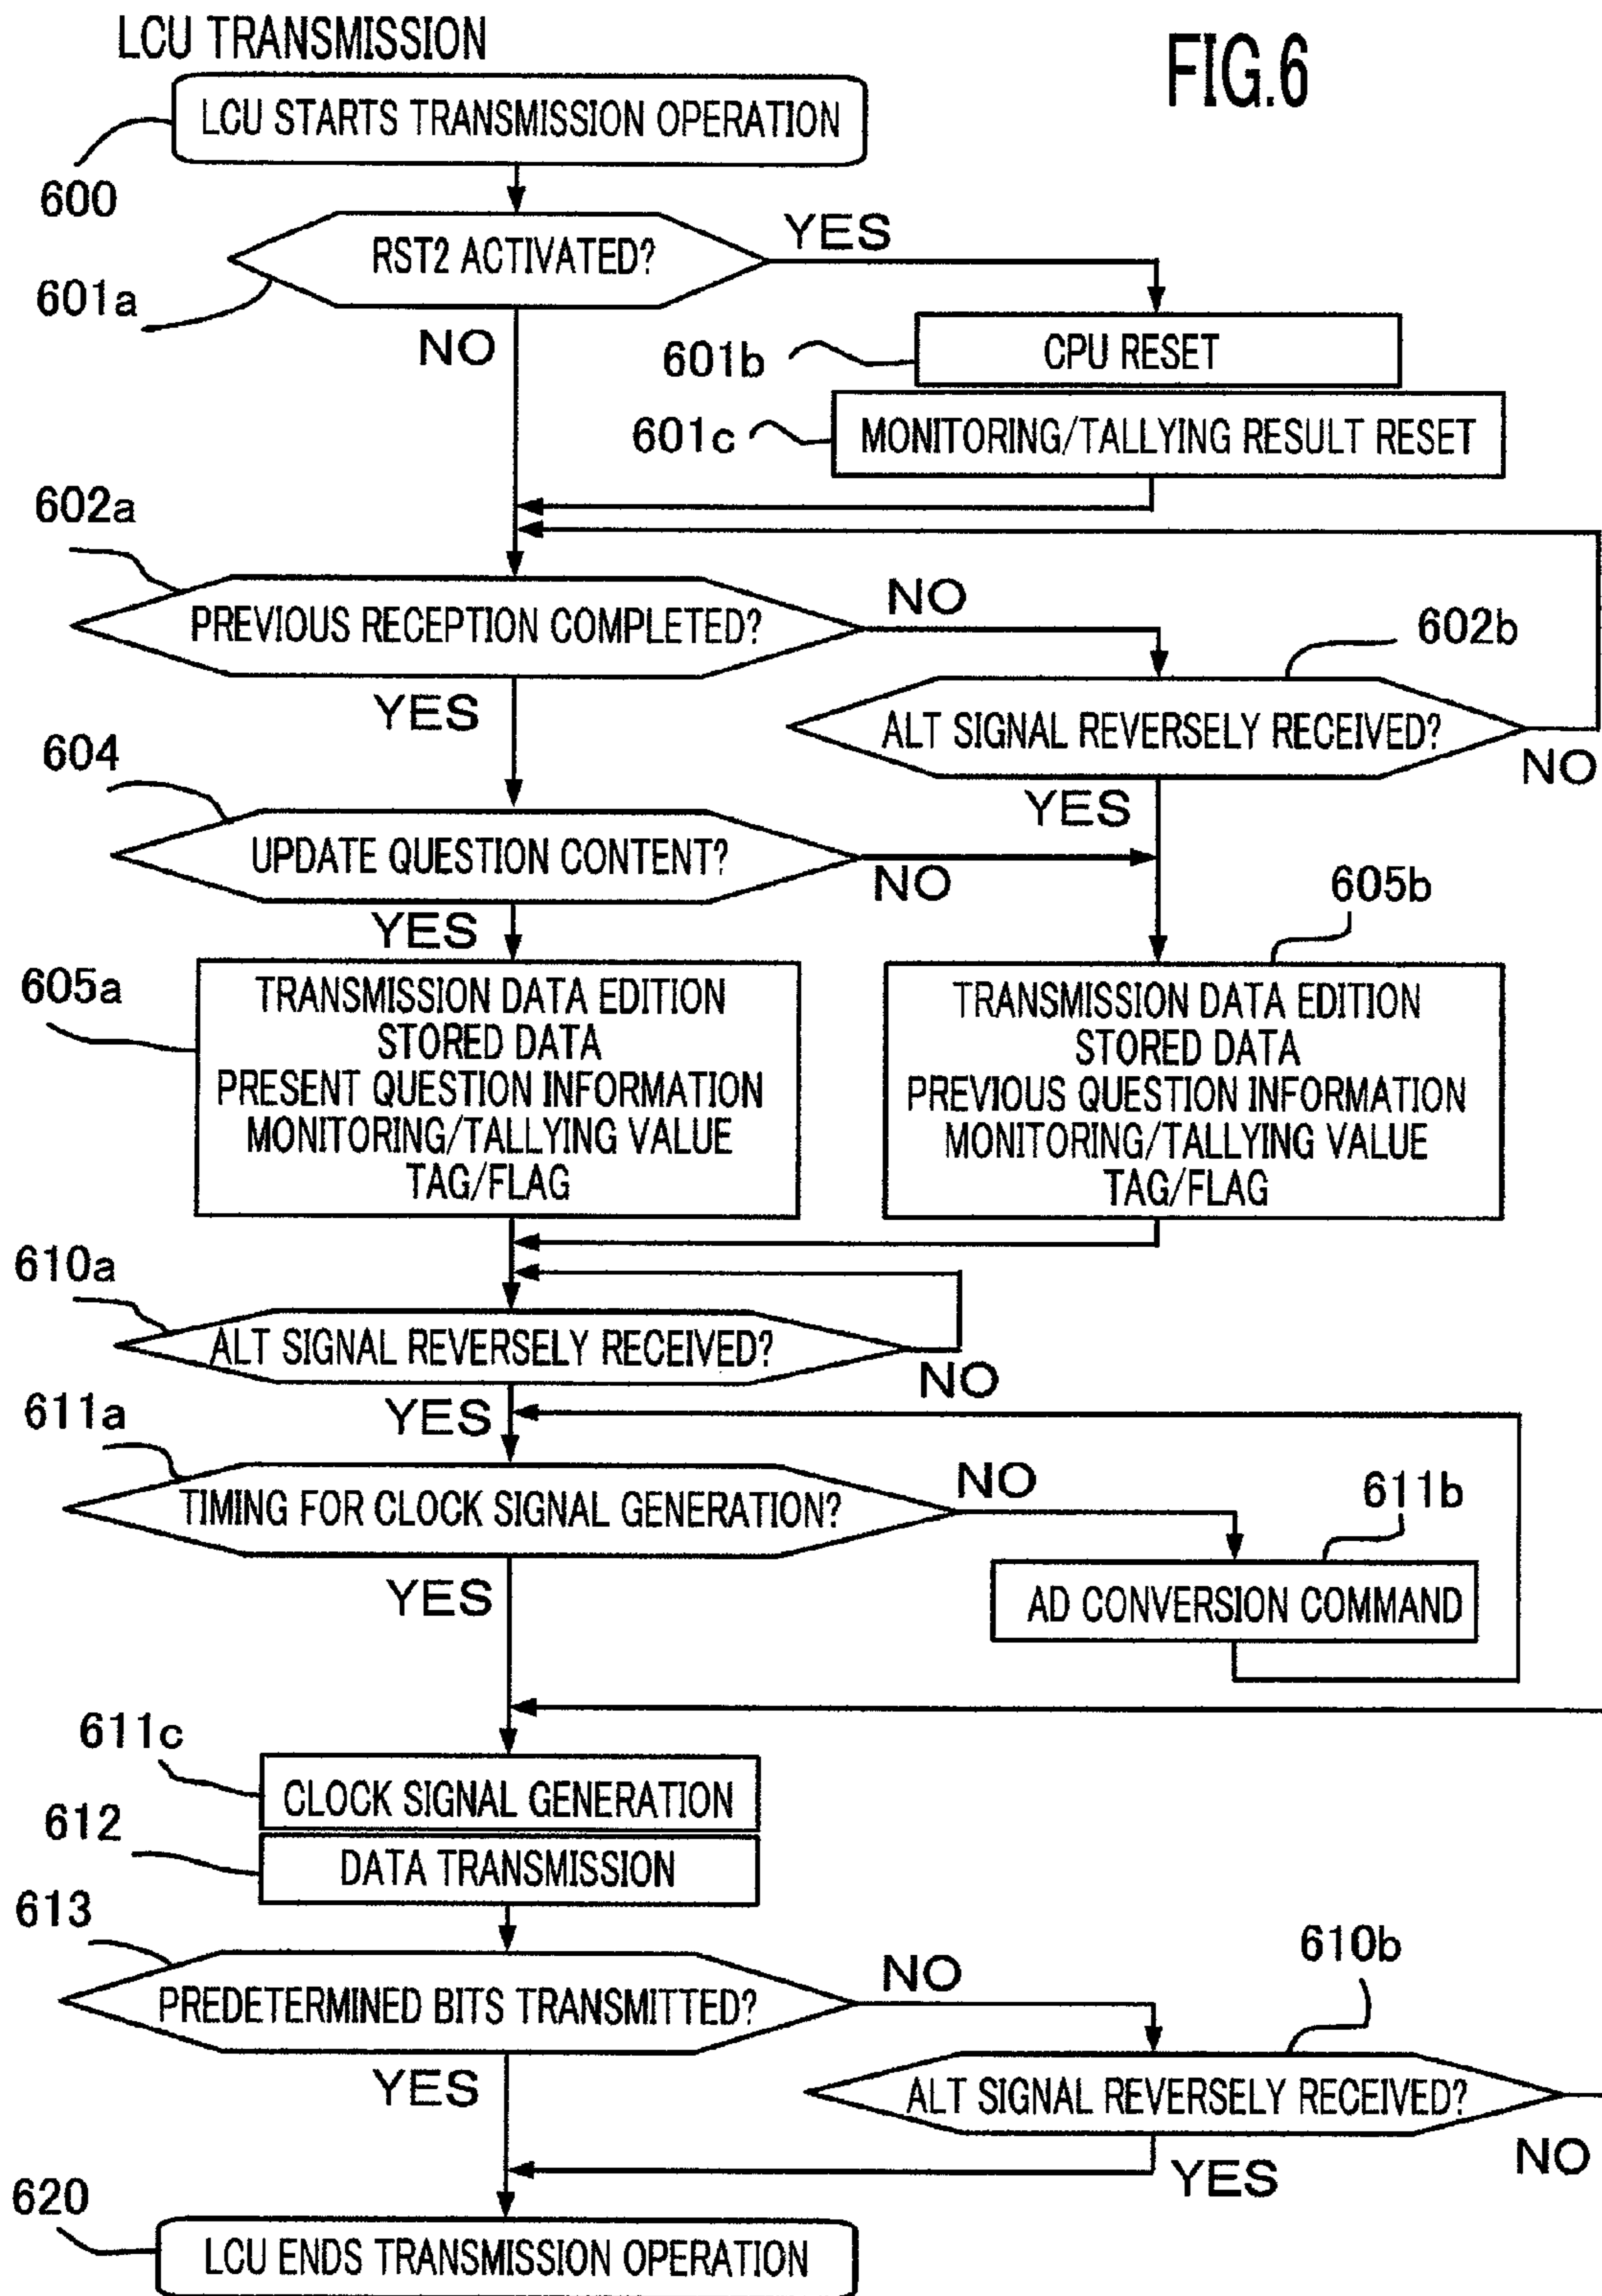 LCU TRANSMISSION
FIG.6
LCU STARTS TRANSMISSION OPERATION
600
RST2 ACTIVATED?
YES
601a
NO
601b
CPU RESET
601c
MONITORING/TALLYING RESULT RESET
602a
PREVIOUS RECEPTION COMPLETED?
NO
602b
YES
ALT SIGNAL REVERSELY RECEIVED?
NO
YES
604
UPDATE QUESTION CONTENT?
NO
YES
605a
TRANSMISSION DATA EDITION
STORED DATA
PRESENT QUESTION INFORMATION
MONITORING/TALLYING VALUE
TAG/FLAG
605b
TRANSMISSION DATA EDITION
STORED DATA
PREVIOUS QUESTION INFORMATION
MONITORING/TALLYING VALUE
TAG/FLAG
610a
ALT SIGNAL REVERSELY RECEIVED?
NO
YES
611a
TIMING FOR CLOCK SIGNAL GENERATION?
NO
611b
AD CONVERSION COMMAND
YES
611c
CLOCK SIGNAL GENERATION
612
DATA TRANSMISSION
613
PREDETERMINED BITS TRANSMITTED?
NO
610b
YES
ALT SIGNAL REVERSELY RECEIVED?
NO
YES
620
LCU ENDS TRANSMISSION OPERATION